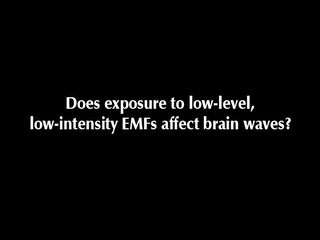 Does exposure to low-level,
low-intensity EMFs affect brain waves?